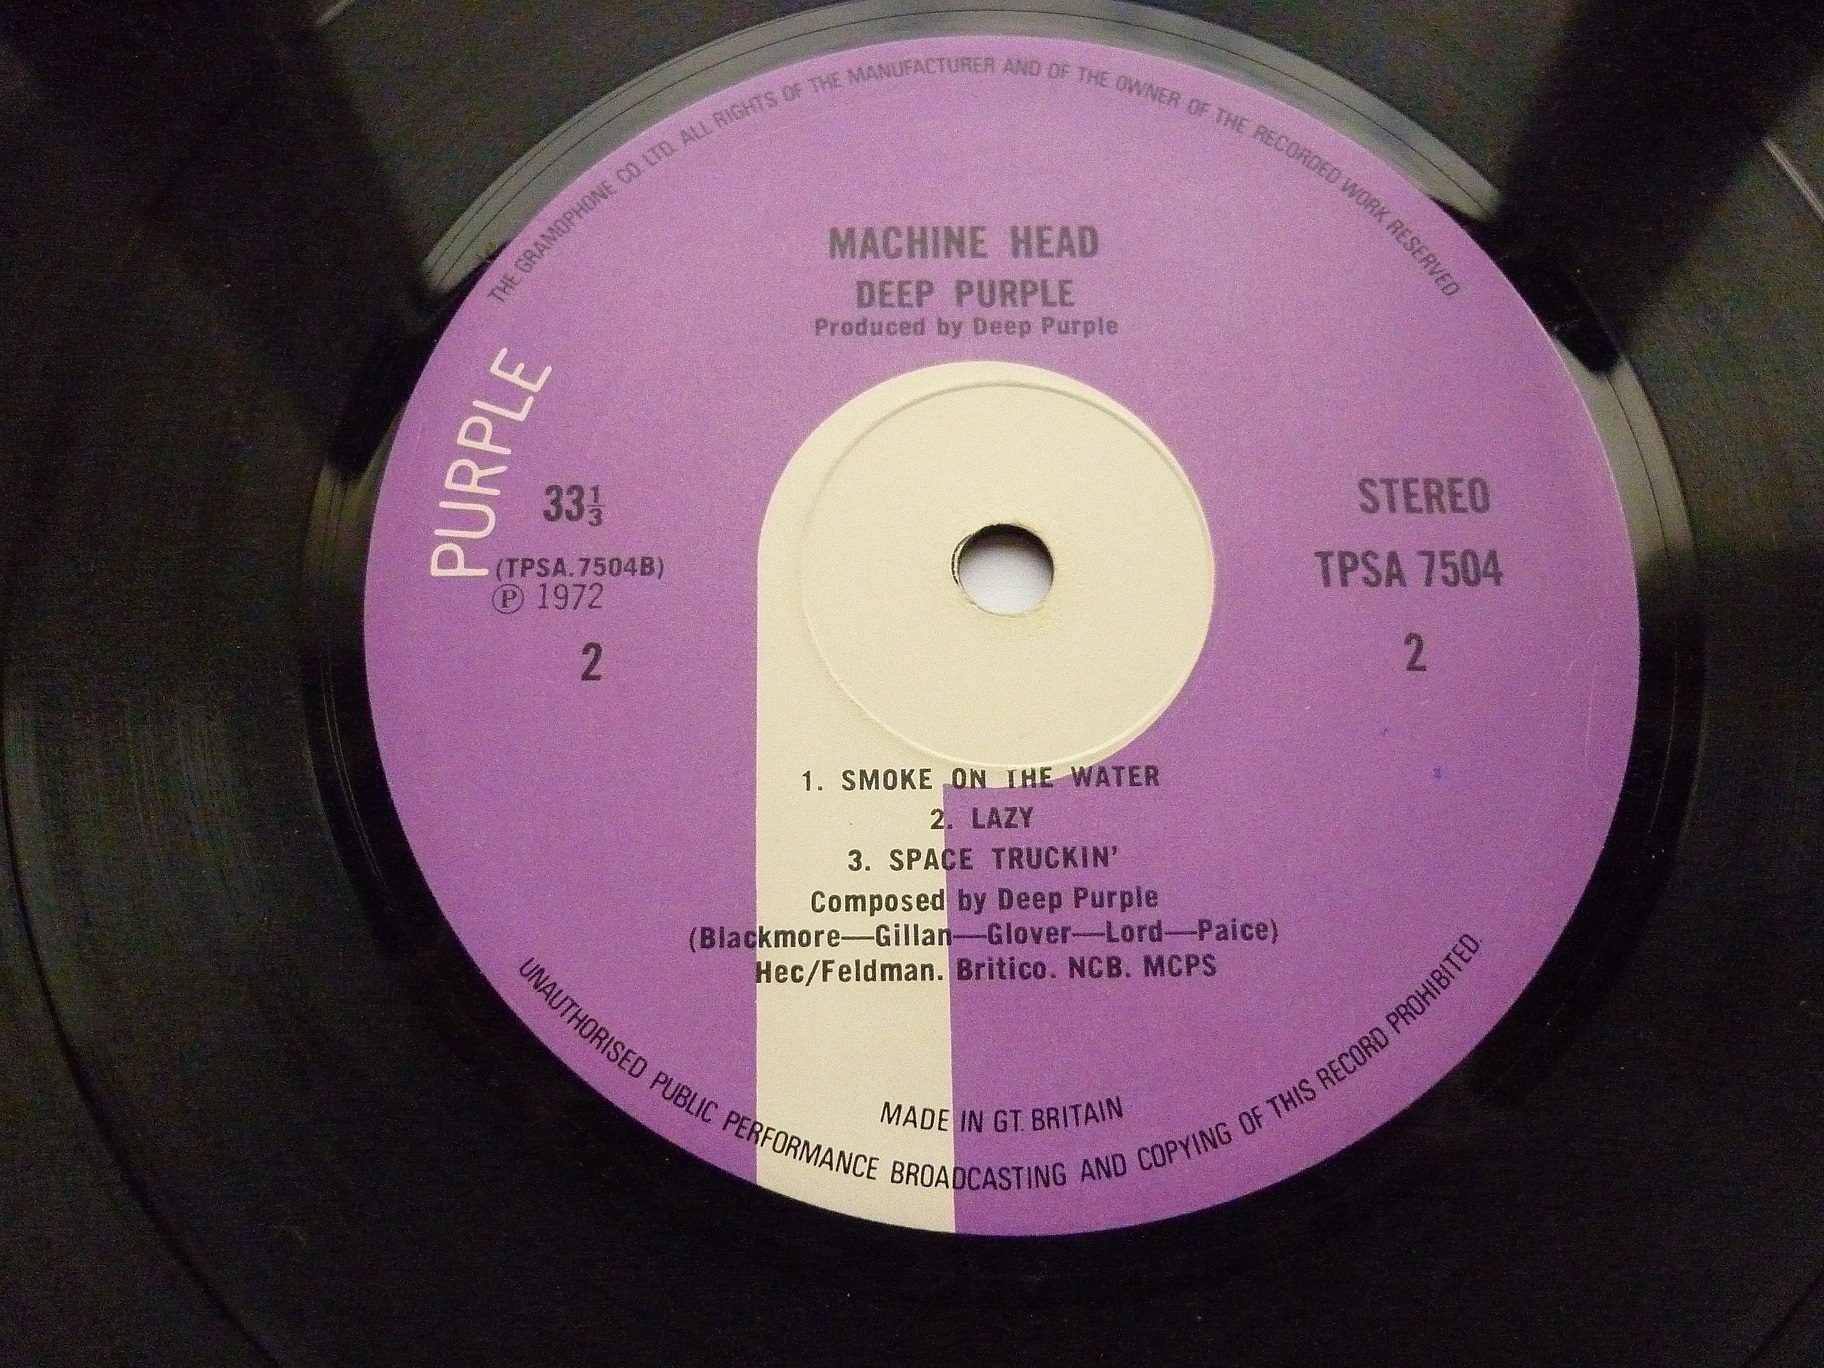 THE GRAMOPHONE CO. LTD. ALL RIGHTS OF THE MANUFACTURER AND OF THE OWNER OF THE RECORDED WORK RESERVED
MACHINE HEAD
DEEP PURPLE
Produced by Deep Purple
PURPLE
33⅓
(TPSA.7504B)
℗ 1972
2
STEREO
TPSA 7504
2
1. SMOKE ON THE WATER
2. LAZY
3. SPACE TRUCKIN'
Composed by Deep Purple
(Blackmore—Gillan—Glover—Lord—Paice)
Hec/Feldman. Britico. NCB. MCPS
MADE IN GT. BRITAIN
UNAUTHORISED PUBLIC PERFORMANCE BROADCASTING AND COPYING OF THIS RECORD PROHIBITED.